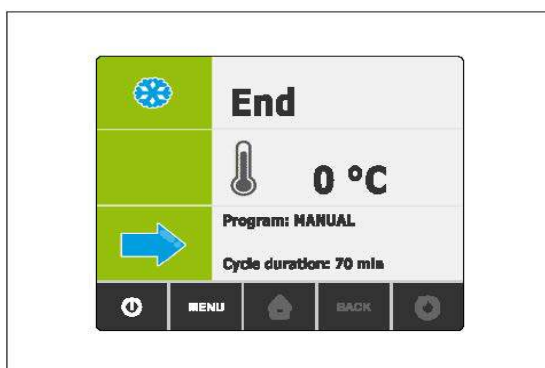 End
0 °C
Program: MANUAL
Cycle duration: 70 min
MENU
BACK